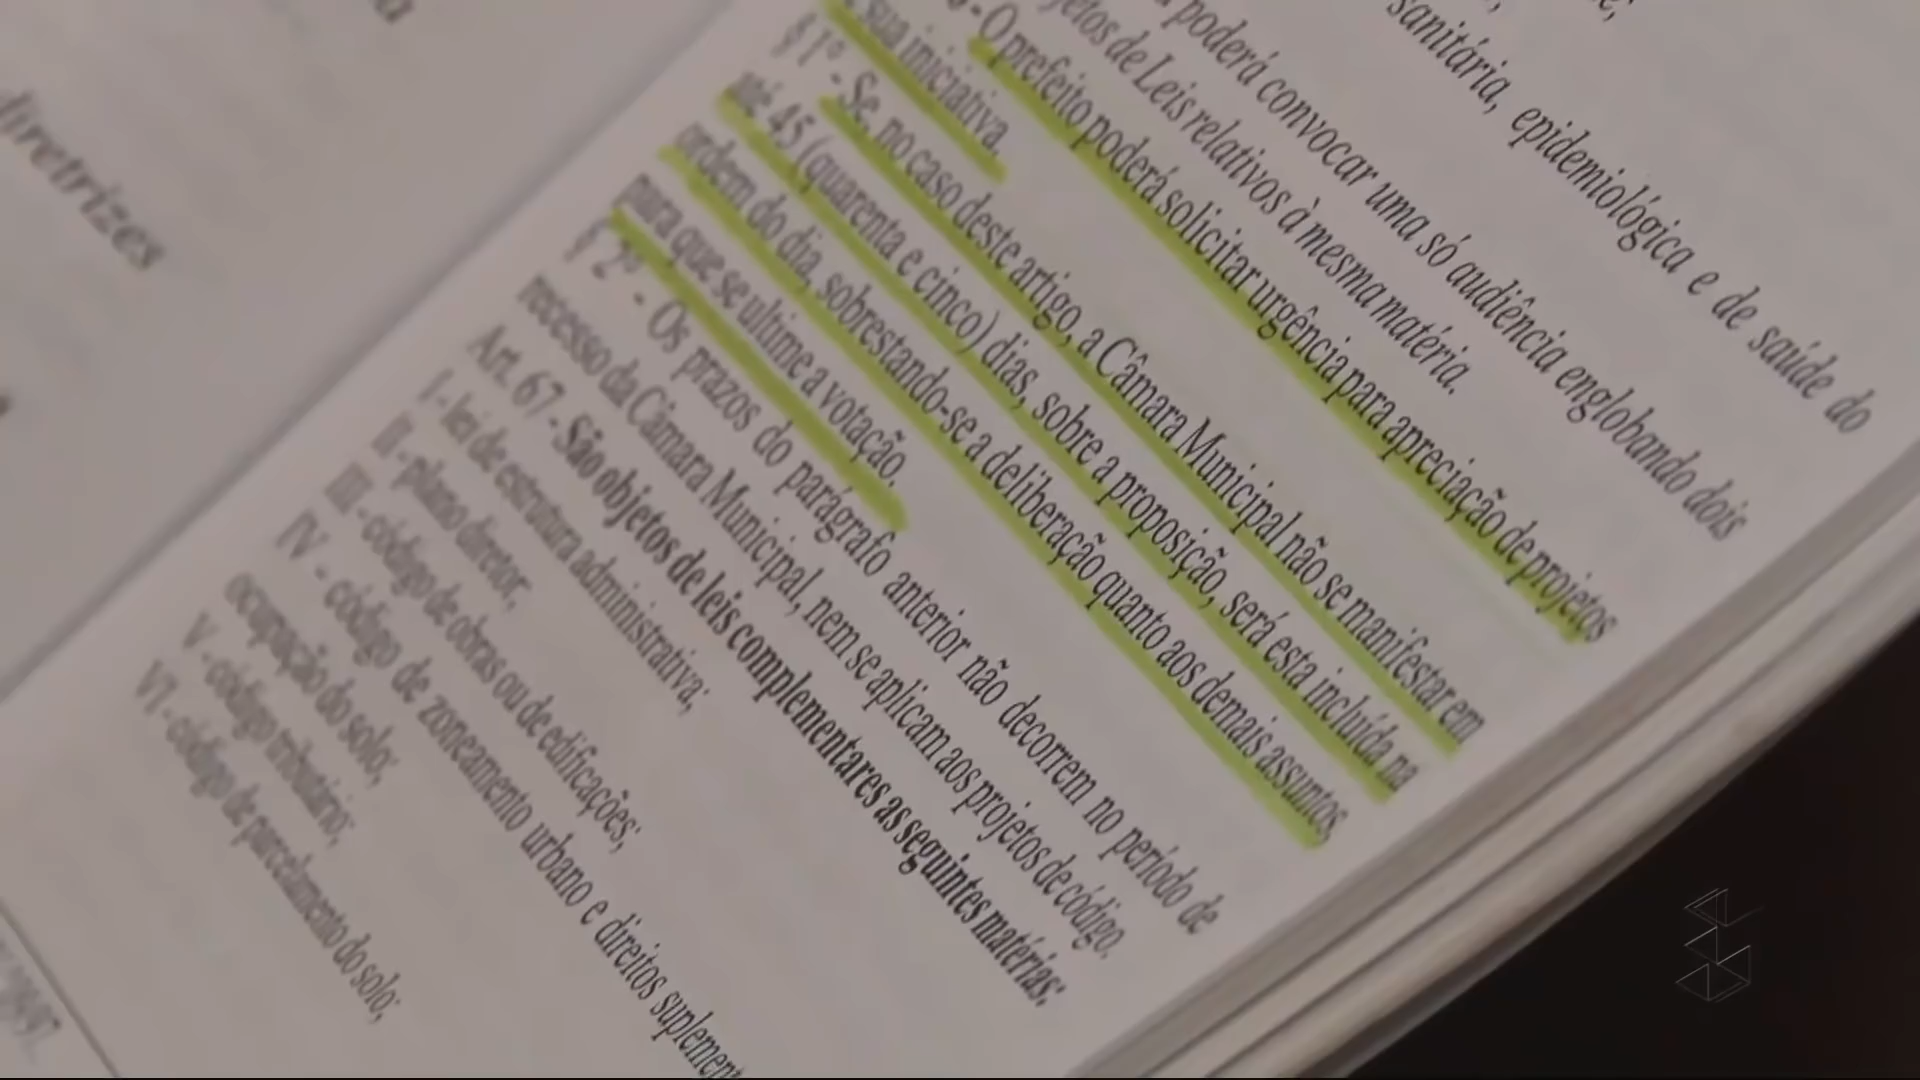 diretrizes
sanitária, epidemiológica e de saúde do
poderá convocar uma só audiência englobando dois
jetos de Leis relativos à mesma matéria.
- O prefeito poderá solicitar urgência para apreciação de projetos
sua iniciativa.
§ 1º - Se, no caso deste artigo, a Câmara Municipal não se manifestar em
até 45 (quarenta e cinco) dias, sobre a proposição, será esta incluída na
ordem do dia, sobrestando-se a deliberação quanto aos demais assuntos,
para que se ultime a votação.
§ 2º - Os prazos do parágrafo anterior não decorrem no período de
recesso da Câmara Municipal, nem se aplicam aos projetos de código.
Art. 67 - São objetos de leis complementares as seguintes matérias:
I - lei de estrutura administrativa;
II - plano diretor;
III - código de obras ou de edificações;
IV - código de zoneamento urbano e direitos suplement
ocupação do solo;
V - código tributário;
VI - código de parcelamento do solo;